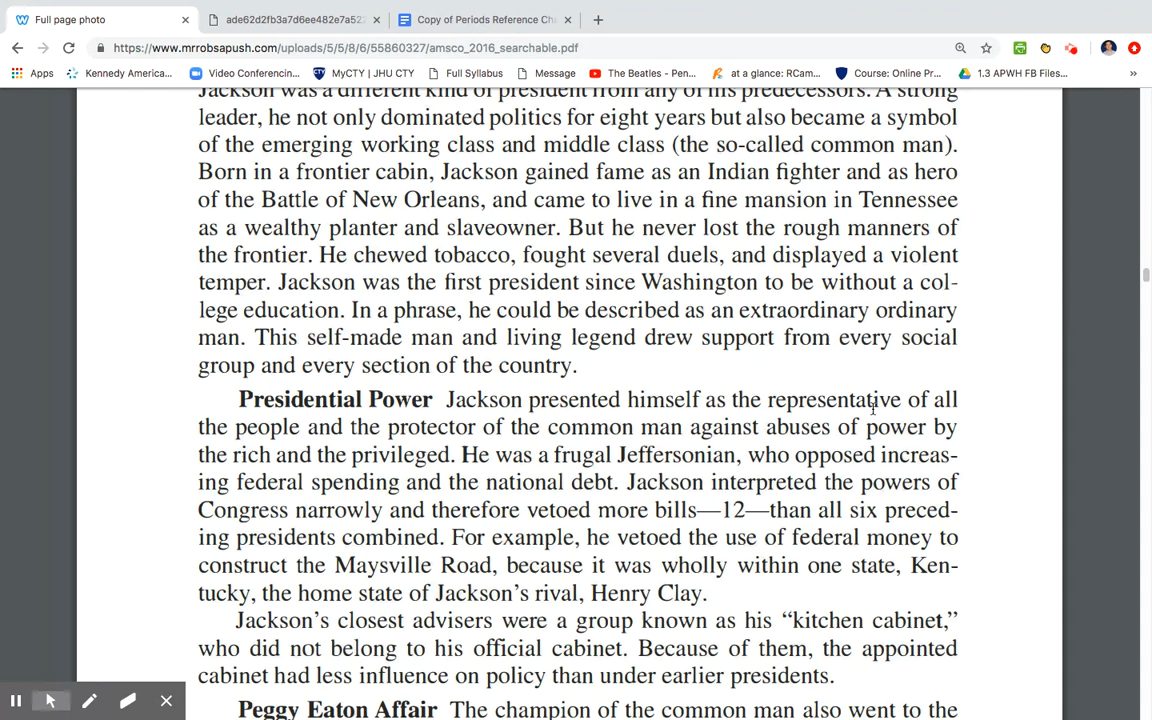 Full page photo
ade62d2fb3a7d6ee482e7a522
Copy of Periods Reference Cha
https://www.mrrobsapush.com/uploads/5/5/8/6/55860327/amsco_2016_searchable.pdf
Apps
Kennedy America...
Video Conferencin...
MyCTY | JHU CTY
Full Syllabus
Message
The Beatles - Pen...
at a glance: RCam...
Course: Online Pr...
1.3 APWH FB Files...
»
Jackson was a different kind of president from any of his predecessors. A strong
leader, he not only dominated politics for eight years but also became a symbol
of the emerging working class and middle class (the so-called common man).
Born in a frontier cabin, Jackson gained fame as an Indian fighter and as hero
of the Battle of New Orleans, and came to live in a fine mansion in Tennessee
as a wealthy planter and slaveowner. But he never lost the rough manners of
the frontier. He chewed tobacco, fought several duels, and displayed a violent
temper. Jackson was the first president since Washington to be without a col-
lege education. In a phrase, he could be described as an extraordinary ordinary
man. This self-made man and living legend drew support from every social
group and every section of the country.
Presidential Power Jackson presented himself as the representative of all
the people and the protector of the common man against abuses of power by
the rich and the privileged. He was a frugal Jeffersonian, who opposed increas-
ing federal spending and the national debt. Jackson interpreted the powers of
Congress narrowly and therefore vetoed more bills—12—than all six preced-
ing presidents combined. For example, he vetoed the use of federal money to
construct the Maysville Road, because it was wholly within one state, Ken-
tucky, the home state of Jackson's rival, Henry Clay.
Jackson's closest advisers were a group known as his “kitchen cabinet,”
who did not belong to his official cabinet. Because of them, the appointed
cabinet had less influence on policy than under earlier presidents.
Peggy Eaton Affair The champion of the common man also went to the